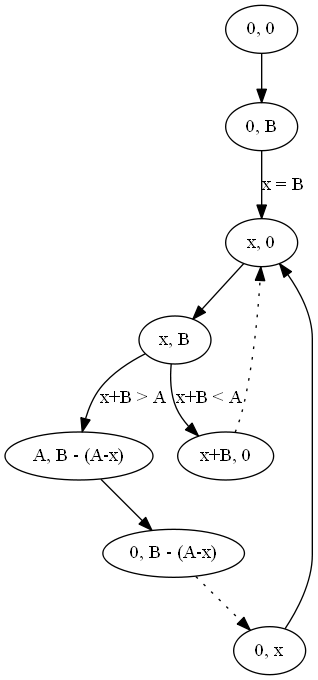 0, 0
0, B
x = B
x, 0
x, B
x+B > A
x+B < A
A, B - (A-x)
x+B, 0
0, B - (A-x)
0, x